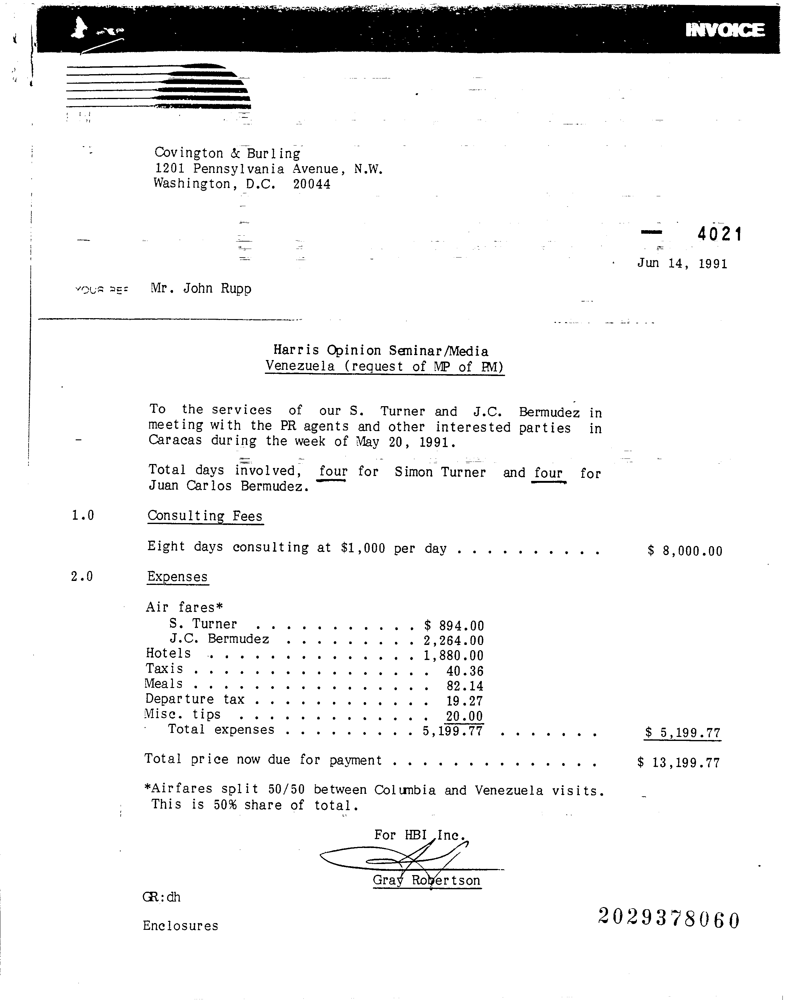 INVOICE
Covington & Burling
1201 Pennsylvania Avenue, N.W.
Washington, D.C. 20044
4021
Jun 14, 1991
YOUR REF Mr. John Rupp
Harris Opinion Seminar/Media
Venezuela (request of MP of PM)
To the services of our S. Turner and J.C. Bermudez in
meeting with the PR agents and other interested parties in
Caracas during the week of May 20, 1991.
Total days involved, four for Simon Turner and four for
Juan Carlos Bermudez.
1.0 Consulting Fees
Eight days consulting at $1,000 per day . . . . . . . . . . $ 8,000.00
2.0 Expenses
Air fares*
S. Turner . . . . . . . . . . . $ 894.00
J.C. Bermudez . . . . . . . . . 2,264.00
Hotels . . . . . . . . . . . . . . 1,880.00
Taxis . . . . . . . . . . . . . . . . 40.36
Meals . . . . . . . . . . . . . . . . 82.14
Departure tax . . . . . . . . . . . . 19.27
Misc. tips . . . . . . . . . . . . . 20.00
Total expenses . . . . . . . . . 5,199.77 . . . . . . . $ 5,199.77
Total price now due for payment . . . . . . . . . . . . . . $ 13,199.77
*Airfares split 50/50 between Columbia and Venezuela visits.
This is 50% share of total.
For HBI Inc.
Gray Robertson
GR:dh
Enclosures
2029378060